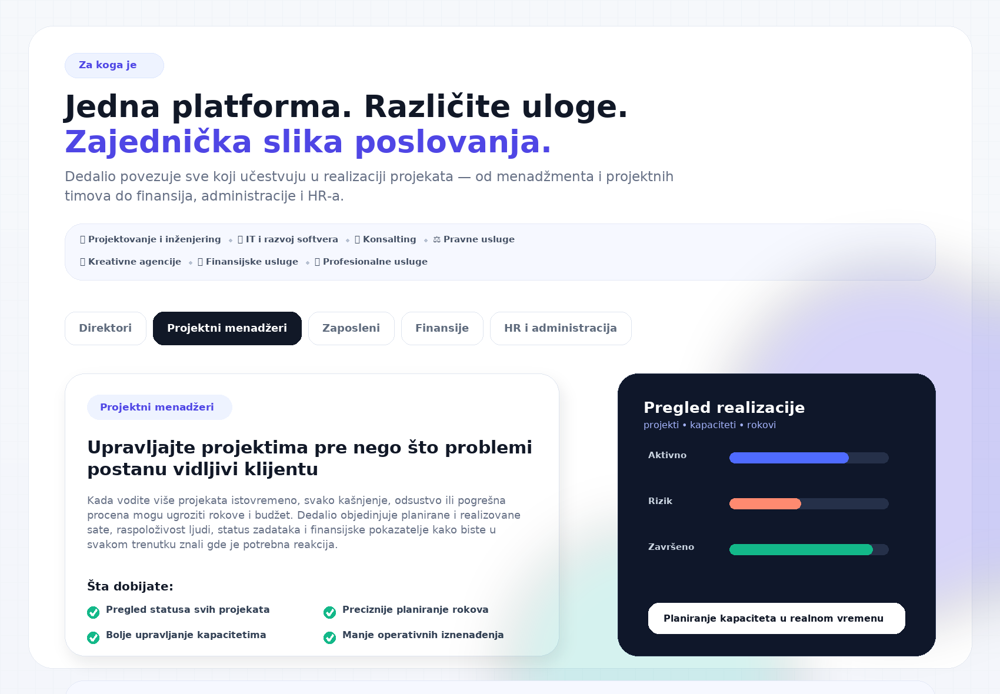 Za koga je
Jedna platforma. Različite uloge.
Zajednička slika poslovanja.
Dedalio povezuje sve koji učestvuju u realizaciji projekata — od menadžmenta i projektnih
timova do finansija, administracije i HR-a.
Projektovanje i inženjering • IT i razvoj softvera • Konsalting • ⚖ Pravne usluge
Kreativne agencije • Finansijske usluge • Profesionalne usluge
Direktori Projektni menadžeri Zaposleni Finansije HR i administracija
Projektni menadžeri
Upravljajte projektima pre nego što problemi
postanu vidljivi klijentu
Kada vodite više projekata istovremeno, svako kašnjenje, odsustvo ili pogrešna
procena mogu ugroziti rokove i budžet. Dedalio objedinjuje planirane i realizovane
sate, raspoloživost ljudi, status zadataka i finansijske pokazatelje kako biste u
svakom trenutku znali gde je potrebna reakcija.
Šta dobijate:
Pregled statusa svih projekata
Preciznije planiranje rokova
Bolje upravljanje kapacitetima
Manje operativnih iznenađenja
Pregled realizacije
projekti • kapaciteti • rokovi
Aktivno
Rizik
Završeno
Planiranje kapaciteta u realnom vremenu